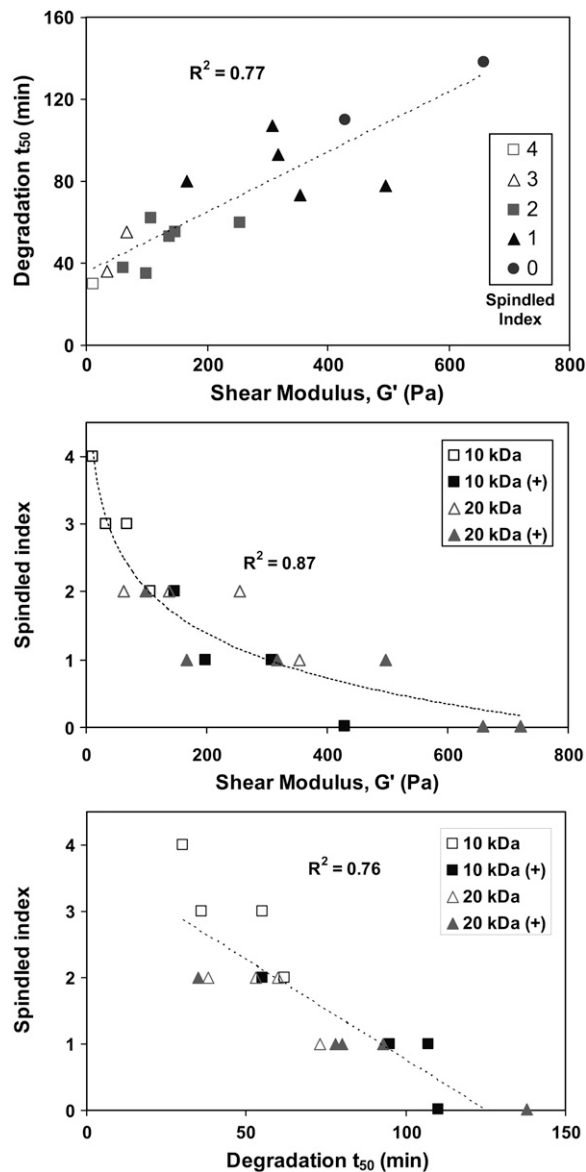 160
120
80
40
0
R² = 0.77
4
3
2
1
0
Spindled
Index
0 200 400 600 800
Degradation t₅₀ (min)
Shear Modulus, G' (Pa)
4
3
2
1
0
10 kDa
10 kDa (+)
20 kDa
20 kDa (+)
R² = 0.87
Spindled index
0 200 400 600 800
Shear Modulus, G' (Pa)
4
3
2
1
0
10 kDa
10 kDa (+)
20 kDa
20 kDa (+)
R² = 0.76
Spindled index
0 50 100 150
Degradation t₅₀ (min)